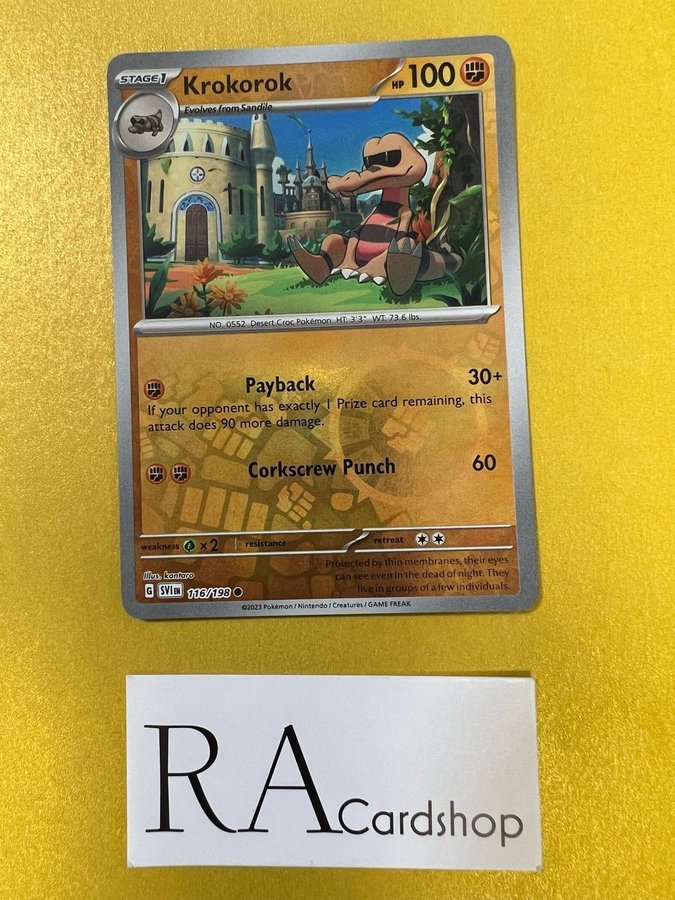 STAGE1
Krokorok
HP 100
Evolves from Sandile
NO. 0552 Desert Croc Pokémon HT: 3'3" WT: 73.6 lbs.
Payback 30+
If your opponent has exactly 1 Prize card remaining, this
attack does 90 more damage.
Corkscrew Punch 60
weakness ×2 resistance retreat
Protected by thin membranes, their eyes
can see even in the dead of night. They
live in groups of a few individuals.
Illus. kantaro
G SVI EN 116/198
©2023 Pokémon / Nintendo / Creatures / GAME FREAK
RA Cardshop